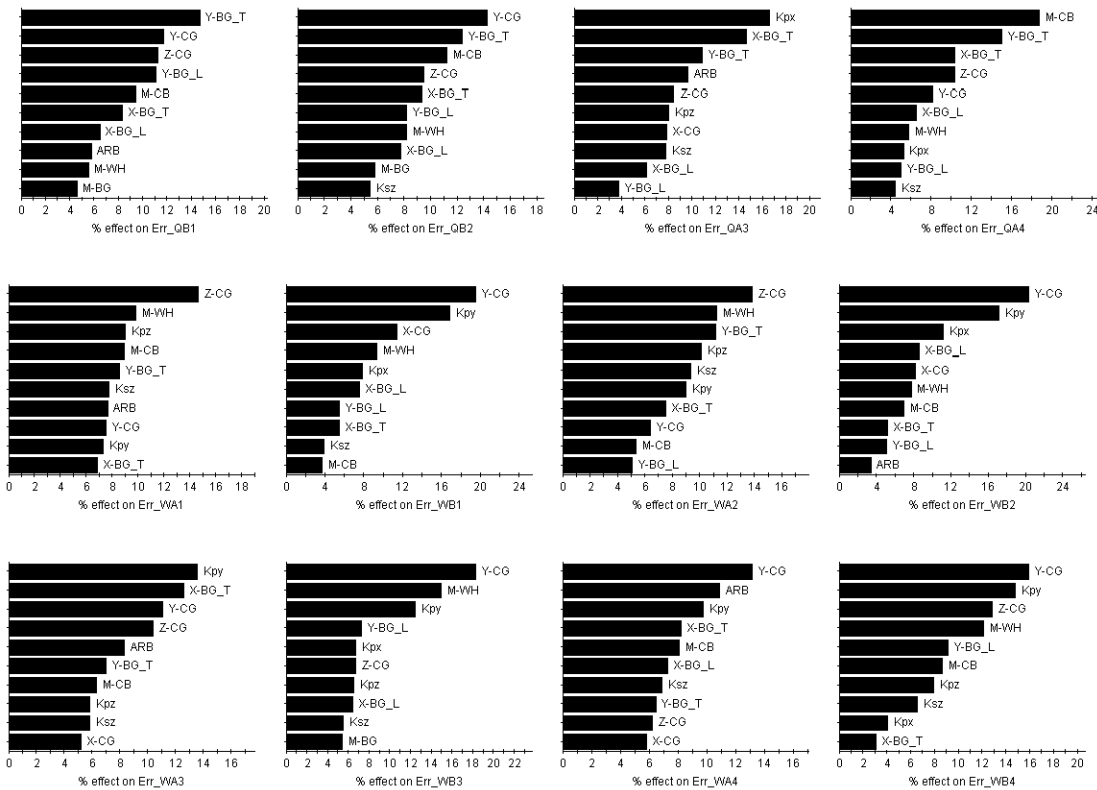 Y-BG_T
Y-CG
Z-CG
Y-BG_L
M-CB
X-BG_T
X-BG_L
ARB
M-WH
M-BG
0 2 4 6 8 10 12 14 16 18 20
% effect on Err_QB1
Y-CG
Y-BG_T
M-CB
Z-CG
X-BG_T
Y-BG_L
M-WH
X-BG_L
M-BG
Ksz
0 2 4 6 8 10 12 14 16 18
% effect on Err_QB2
Kpx
X-BG_T
Y-BG_T
ARB
Z-CG
Kpz
X-CG
Ksz
X-BG_L
Y-BG_L
0 2 4 6 8 10 12 14 16 18 20
% effect on Err_QA3
M-CB
Y-BG_T
X-BG_T
Z-CG
Y-CG
X-BG_L
M-WH
Kpx
Y-BG_L
Ksz
0 4 8 12 16 20 24
% effect on Err_QA4
Z-CG
M-WH
Kpz
M-CB
Y-BG_T
Ksz
ARB
Y-CG
Kpy
X-BG_T
0 2 4 6 8 10 12 14 16 18
% effect on Err_WA1
Y-CG
Kpy
X-CG
M-WH
Kpx
X-BG_L
Y-BG_L
X-BG_T
Ksz
M-CB
0 4 8 12 16 20 24
% effect on Err_WB1
Z-CG
M-WH
Y-BG_T
Kpz
Ksz
Kpy
X-BG_T
Y-CG
M-CB
Y-BG_L
0 2 4 6 8 10 12 14 16
% effect on Err_WA2
Y-CG
Kpy
Kpx
X-BG_L
X-CG
M-WH
M-CB
X-BG_T
Y-BG_L
ARB
0 4 8 12 16 20 24
% effect on Err_WB2
Kpy
X-BG_T
Y-CG
Z-CG
ARB
Y-BG_T
M-CB
Kpz
Ksz
X-CG
0 2 4 6 8 10 12 14 16
% effect on Err_WA3
Y-CG
M-WH
Kpy
Y-BG_L
Kpx
Z-CG
Kpz
X-BG_L
Ksz
M-BG
0 2 4 6 8 10 12 14 16 18 20 22
% effect on Err_WB3
Y-CG
ARB
Kpy
X-BG_T
M-CB
X-BG_L
Ksz
Y-BG_T
Z-CG
X-CG
0 2 4 6 8 10 12 14 16
% effect on Err_WA4
Y-CG
Kpy
Z-CG
M-WH
Y-BG_L
M-CB
Kpz
Ksz
Kpx
X-BG_T
0 2 4 6 8 10 12 14 16 18 20
% effect on Err_WB4